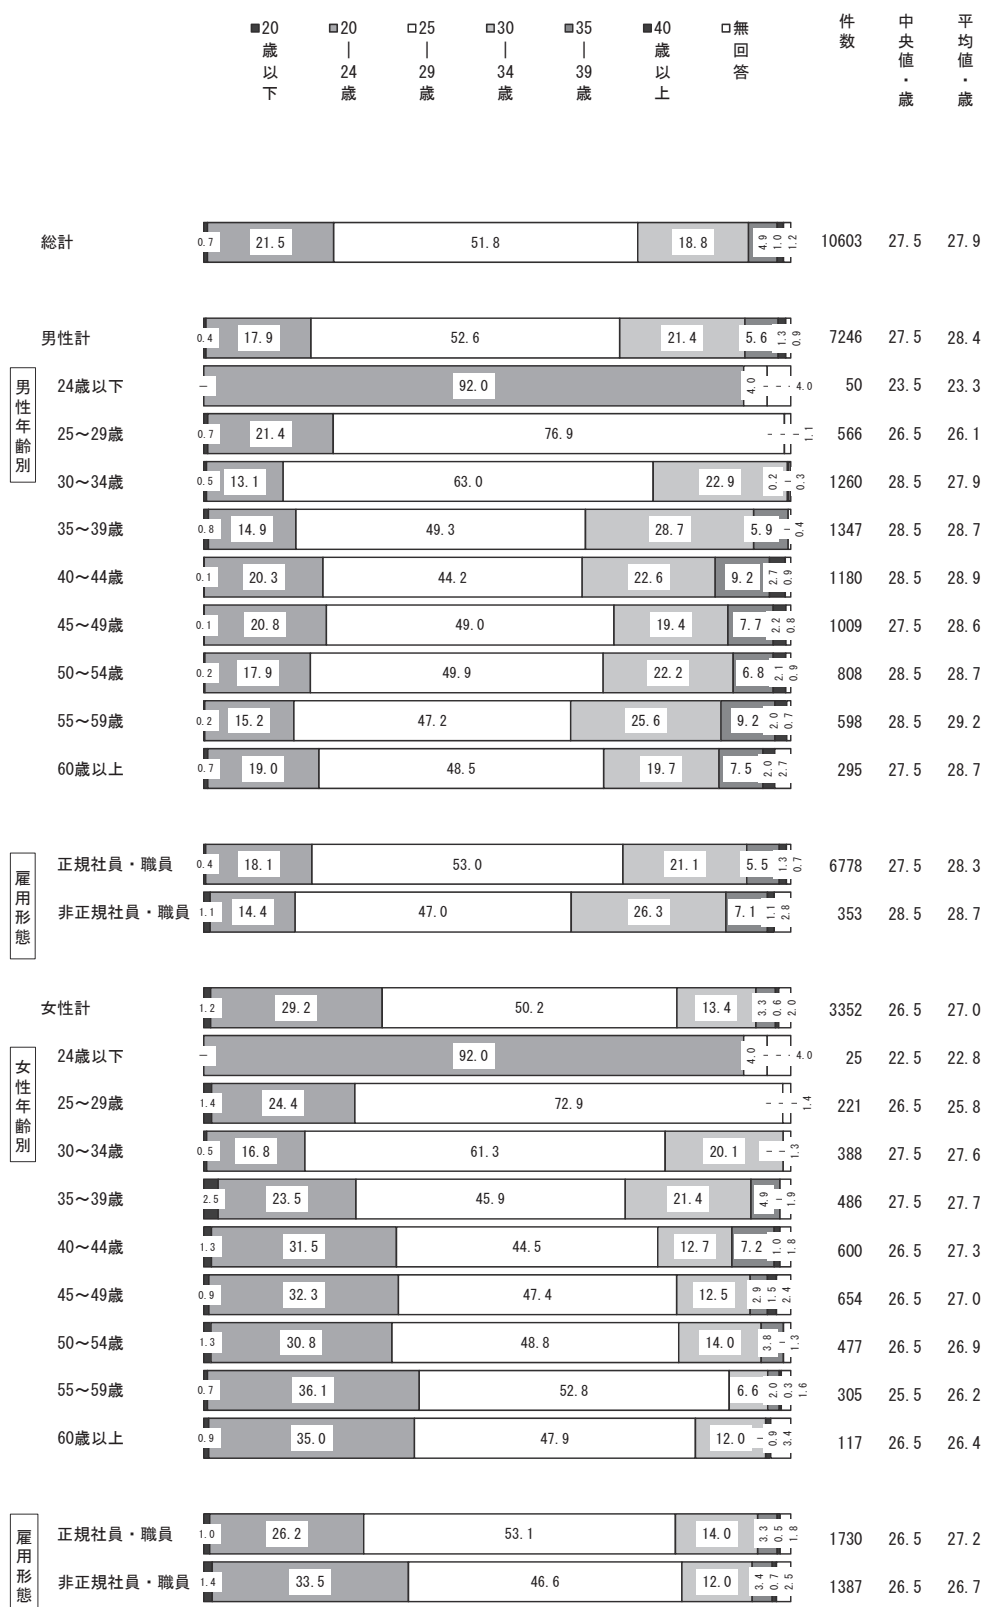 ■20歳以下 ■20｜24歳 □25｜29歳 ■30｜34歳 ■35｜39歳 ■40歳以上 □無回答 件数 中央値・歳 平均値・歳
総計 0.7 21.5 51.8 18.8 4.9 1.0 1.2 10603 27.5 27.9
男性計 0.4 17.9 52.6 21.4 5.6 1.3 0.9 7246 27.5 28.4
男性年齢別
24歳以下 － 92.0 4.0 － － － 4.0 50 23.5 23.3
25～29歳 0.7 21.4 76.9 － － － 1.1 566 26.5 26.1
30～34歳 0.5 13.1 63.0 22.9 0.2 － 0.3 1260 28.5 27.9
35～39歳 0.8 14.9 49.3 28.7 5.9 － 0.4 1347 28.5 28.7
40～44歳 0.1 20.3 44.2 22.6 9.2 2.7 0.9 1180 28.5 28.9
45～49歳 0.1 20.8 49.0 19.4 7.7 2.2 0.8 1009 27.5 28.6
50～54歳 0.2 17.9 49.9 22.2 6.8 2.1 0.9 808 28.5 28.7
55～59歳 0.2 15.2 47.2 25.6 9.2 2.0 0.7 598 28.5 29.2
60歳以上 0.7 19.0 48.5 19.7 7.5 2.0 2.7 295 27.5 28.7
雇用形態
正規社員・職員 0.4 18.1 53.0 21.1 5.5 1.3 0.7 6778 27.5 28.3
非正規社員・職員 1.1 14.4 47.0 26.3 7.1 1.1 2.8 353 28.5 28.7
女性計 1.2 29.2 50.2 13.4 3.3 0.6 2.0 3352 26.5 27.0
女性年齢別
24歳以下 － 92.0 4.0 － － － 4.0 25 22.5 22.8
25～29歳 1.4 24.4 72.9 － － － 1.4 221 26.5 25.8
30～34歳 0.5 16.8 61.3 20.1 － － 1.3 388 27.5 27.6
35～39歳 2.5 23.5 45.9 21.4 4.9 － 1.9 486 27.5 27.7
40～44歳 1.3 31.5 44.5 12.7 7.2 1.0 1.8 600 26.5 27.3
45～49歳 0.9 32.3 47.4 12.5 2.9 1.5 2.4 654 26.5 27.0
50～54歳 1.3 30.8 48.8 14.0 3.8 － 1.3 477 26.5 26.9
55～59歳 0.7 36.1 52.8 6.6 2.0 0.3 1.6 305 25.5 26.2
60歳以上 0.9 35.0 47.9 12.0 － 0.9 3.4 117 26.5 26.4
雇用形態
正規社員・職員 1.0 26.2 53.1 14.0 3.3 0.5 1.8 1730 26.5 27.2
非正規社員・職員 1.4 33.5 46.6 12.0 3.4 0.7 2.5 1387 26.5 26.7